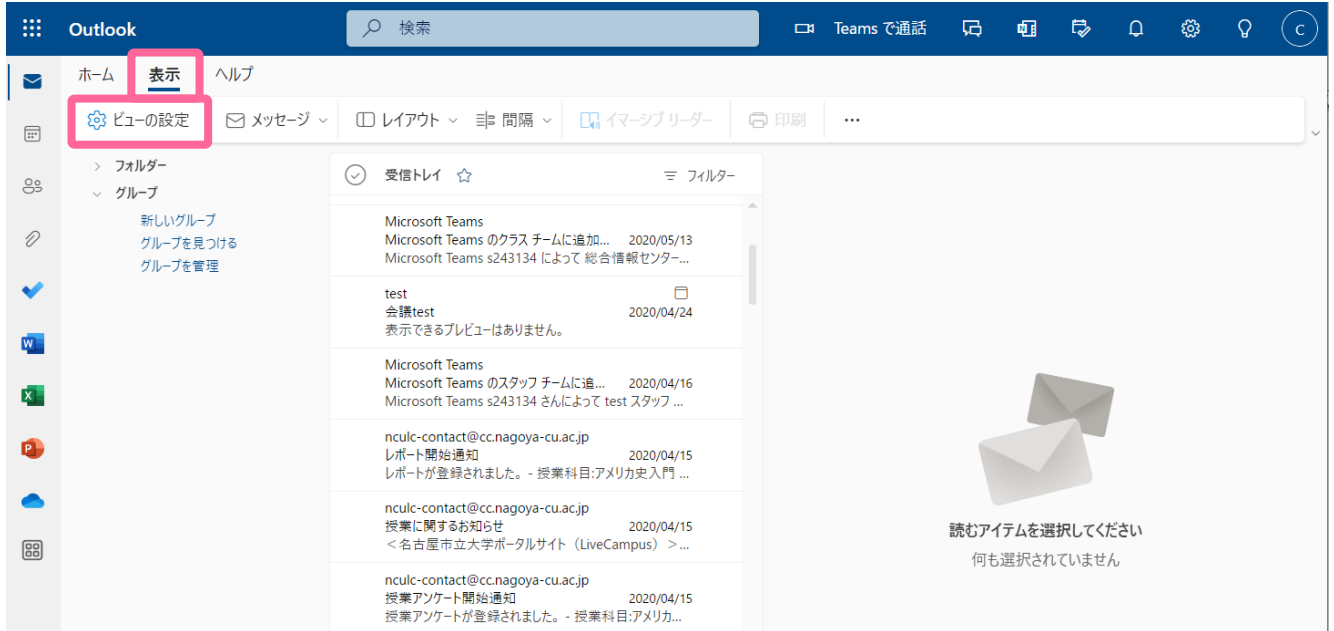 Outlook
検索
Teams で通話
C
ホーム 表示 ヘルプ
ビューの設定 メッセージ レイアウト 間隔 イマーシブ リーダー 印刷 ...
フォルダー
グループ
新しいグループ
グループを見つける
グループを管理
受信トレイ フィルター
Microsoft Teams
Microsoft Teams のクラス チームに追加... 2020/05/13
Microsoft Teams s243134 によって 総合情報センター...
test
会議test 2020/04/24
表示できるプレビューはありません。
Microsoft Teams
Microsoft Teams のスタッフ チームに追... 2020/04/16
Microsoft Teams s243134 さんによって test スタッフ ...
nculc-contact@cc.nagoya-cu.ac.jp
レポート開始通知 2020/04/15
レポートが登録されました。- 授業科目:アメリカ史入門 ...
nculc-contact@cc.nagoya-cu.ac.jp
授業に関するお知らせ 2020/04/15
＜名古屋市立大学ポータルサイト（LiveCampus）＞...
nculc-contact@cc.nagoya-cu.ac.jp
授業アンケート開始通知 2020/04/15
授業アンケートが登録されました。- 授業科目:アメリカ...
読むアイテムを選択してください
何も選択されていません